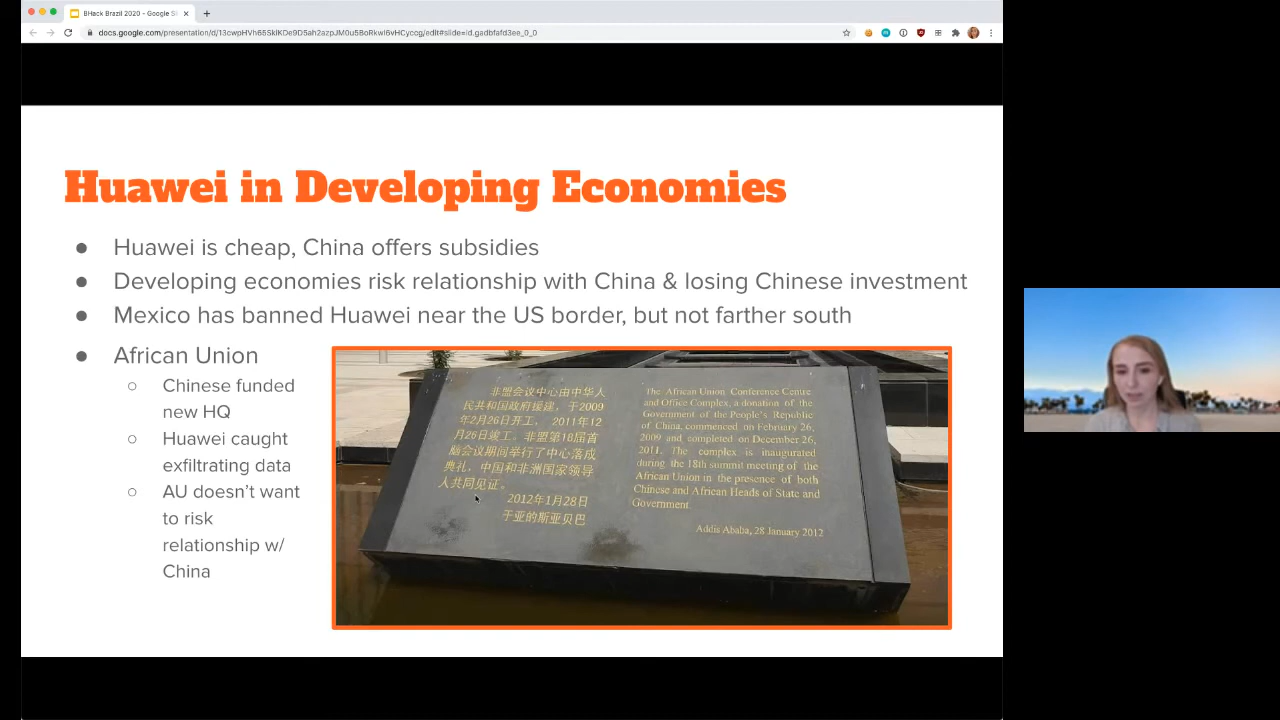 BHack Brazil 2020 - Google Sl
docs.google.com/presentation/d/13cwpHVh65SklKDe9D5ah2azpJM0u5BoRkwI6vHCyccg/edit#slide=id.gadbfafd3ee_0_0
Huawei in Developing Economies
● Huawei is cheap, China offers subsidies
● Developing economies risk relationship with China & losing Chinese investment
● Mexico has banned Huawei near the US border, but not farther south
● African Union
○ Chinese funded
new HQ
○ Huawei caught
exfiltrating data
○ AU doesn't want
to risk
relationship w/
China
非盟会议中心由中华人
民共和国政府援建，于2009
年2月26日开工，2011年12
月26日竣工。非盟第18届首
脑会议期间举行了中心落成
典礼，中国和非洲国家领导
人共同见证。
2012年1月28日
于亚的斯亚贝巴
The African Union Conference Centre
and Office Complex, a donation of the
Government of the People's Republic
of China, commenced on February 26,
2009 and completed on December 26,
2011. The complex is inaugurated
during the 18th summit meeting of the
African Union in the presence of both
Chinese and African Heads of State and
Government.
Addis Ababa, 28 January 2012